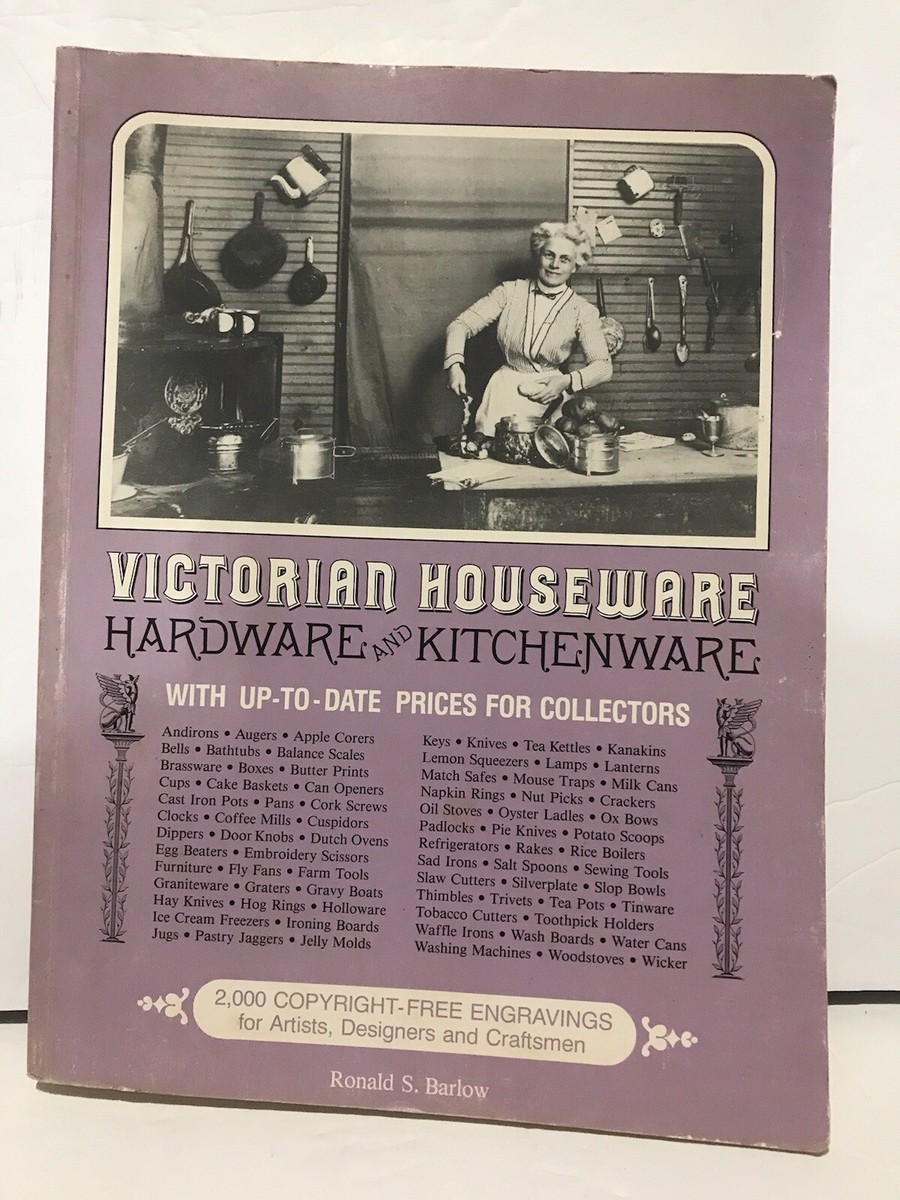 VICTORIAN HOUSEWARE
HARDWARE AND KITCHENWARE
WITH UP-TO-DATE PRICES FOR COLLECTORS
Andirons • Augers • Apple Corers
Bells • Bathtubs • Balance Scales
Brassware • Boxes • Butter Prints
Cups • Cake Baskets • Can Openers
Cast Iron Pots • Pans • Cork Screws
Clocks • Coffee Mills • Cuspidors
Dippers • Door Knobs • Dutch Ovens
Egg Beaters • Embroidery Scissors
Furniture • Fly Fans • Farm Tools
Graniteware • Graters • Gravy Boats
Hay Knives • Hog Rings • Holloware
Ice Cream Freezers • Ironing Boards
Jugs • Pastry Jaggers • Jelly Molds
Keys • Knives • Tea Kettles • Kanakins
Lemon Squeezers • Lamps • Lanterns
Match Safes • Mouse Traps • Milk Cans
Napkin Rings • Nut Picks • Crackers
Oil Stoves • Oyster Ladles • Ox Bows
Padlocks • Pie Knives • Potato Scoops
Refrigerators • Rakes • Rice Boilers
Sad Irons • Salt Spoons • Sewing Tools
Slaw Cutters • Silverplate • Slop Bowls
Thimbles • Trivets • Tea Pots • Tinware
Tobacco Cutters • Toothpick Holders
Waffle Irons • Wash Boards • Water Cans
Washing Machines • Woodstoves • Wicker
2,000 COPYRIGHT-FREE ENGRAVINGS
for Artists, Designers and Craftsmen
Ronald S. Barlow